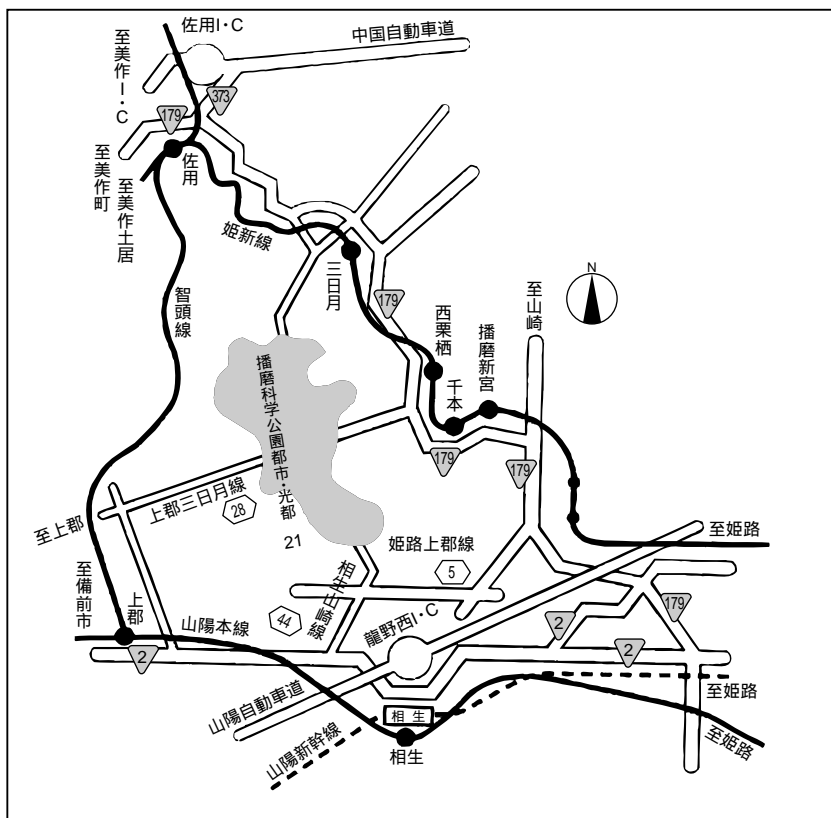 佐用I・C
中国自動車道
至美作I・C
373
179
佐用
至美作町
至美作土居
姫新線
三日月
179
智頭線
西栗栖
千本
播磨新宮
至山崎
N
播磨科学公園都市・光都
21
179
179
上郡三日月線
28
至上郡
至備前市
上郡
姫路上郡線
5
相生山崎線
44
至姫路
山陽本線
龍野西I・C
2
2
2
179
山陽自動車道
相生
山陽新幹線
相生
至姫路
至姫路